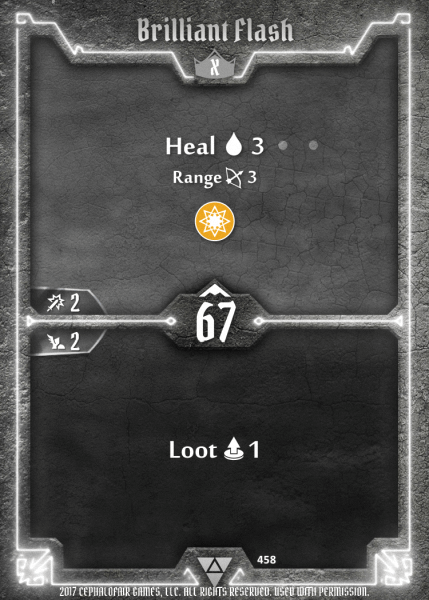 Brilliant Flash
X
Heal 3
Range 3
2
67
2
Loot 1
458
2017 CEPHALOFAIR GAMES, LLC. ALL RIGHTS RESERVED. USED WITH PERMISSION.